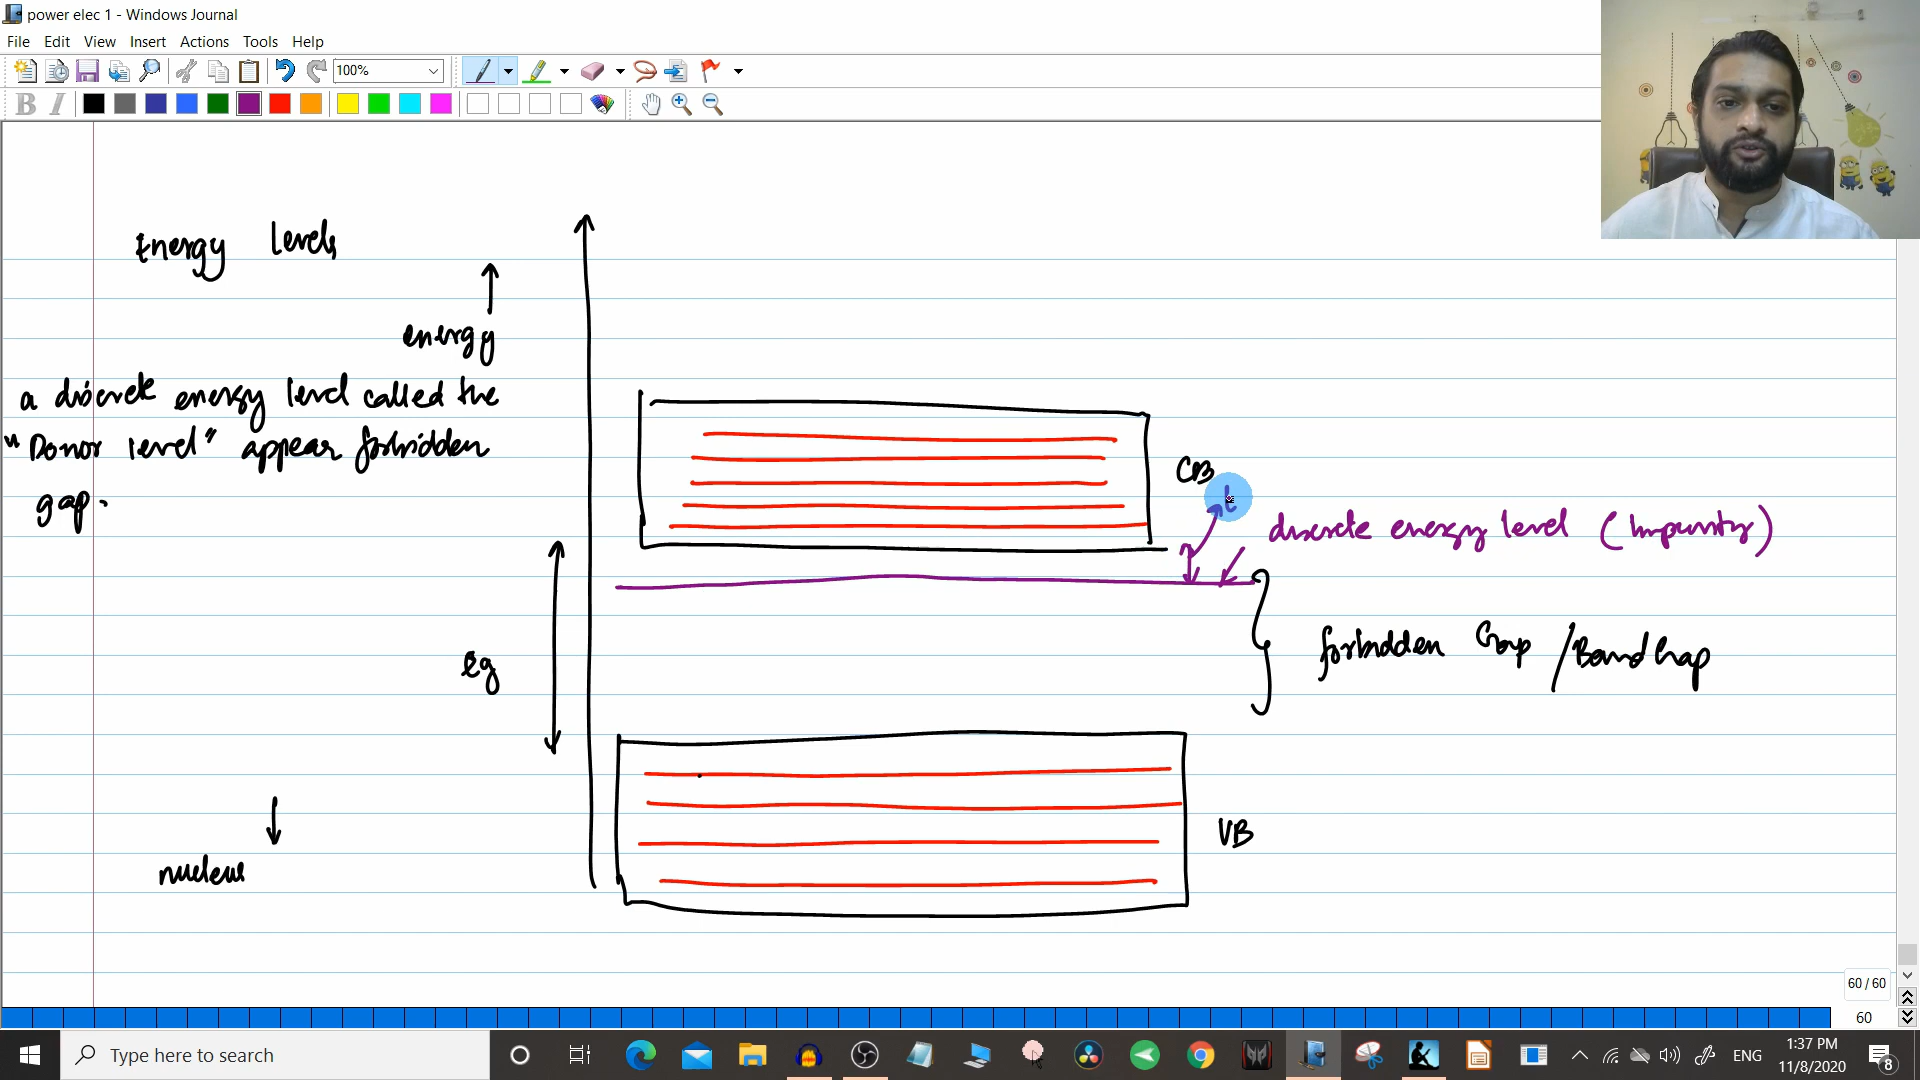 power elec 1 - Windows Journal
File Edit View Insert Actions Tools Help
100%
B I
Energy levels
energy
a discrete energy level called the
"Donor level" appear forbidden
gap.
CB
discrete energy level (Impurity)
Eg
forbidden Gap / Band Gap
VB
nucleus
60 / 60
60
Type here to search
ENG
1:37 PM
11/8/2020
8